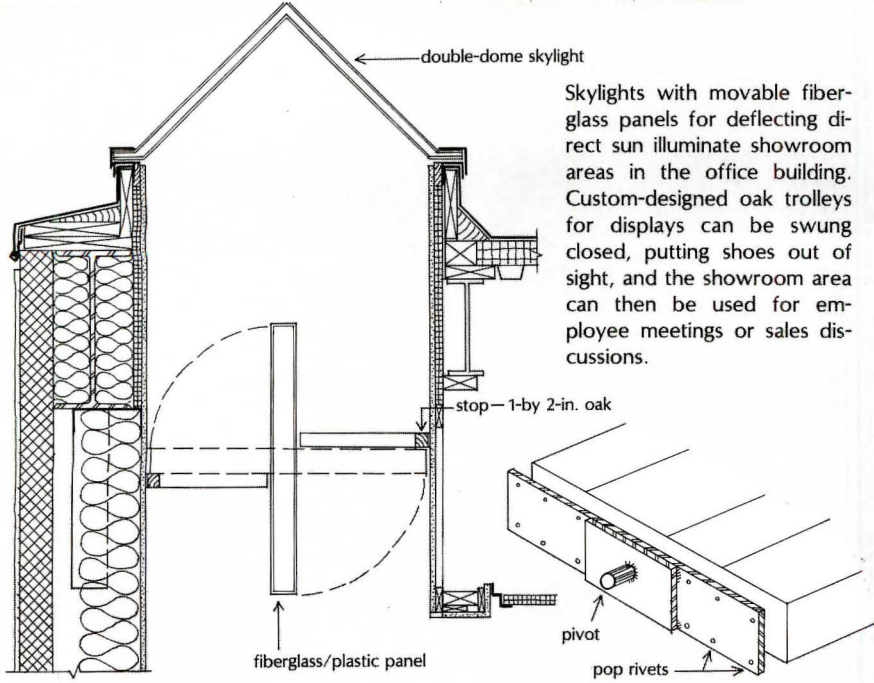 double-dome skylight
Skylights with movable fiber-
glass panels for deflecting di-
rect sun illuminate showroom
areas in the office building.
Custom-designed oak trolleys
for displays can be swung
closed, putting shoes out of
sight, and the showroom area
can then be used for em-
ployee meetings or sales dis-
cussions.
stop—1-by 2-in. oak
pivot
fiberglass/plastic panel
pop rivets